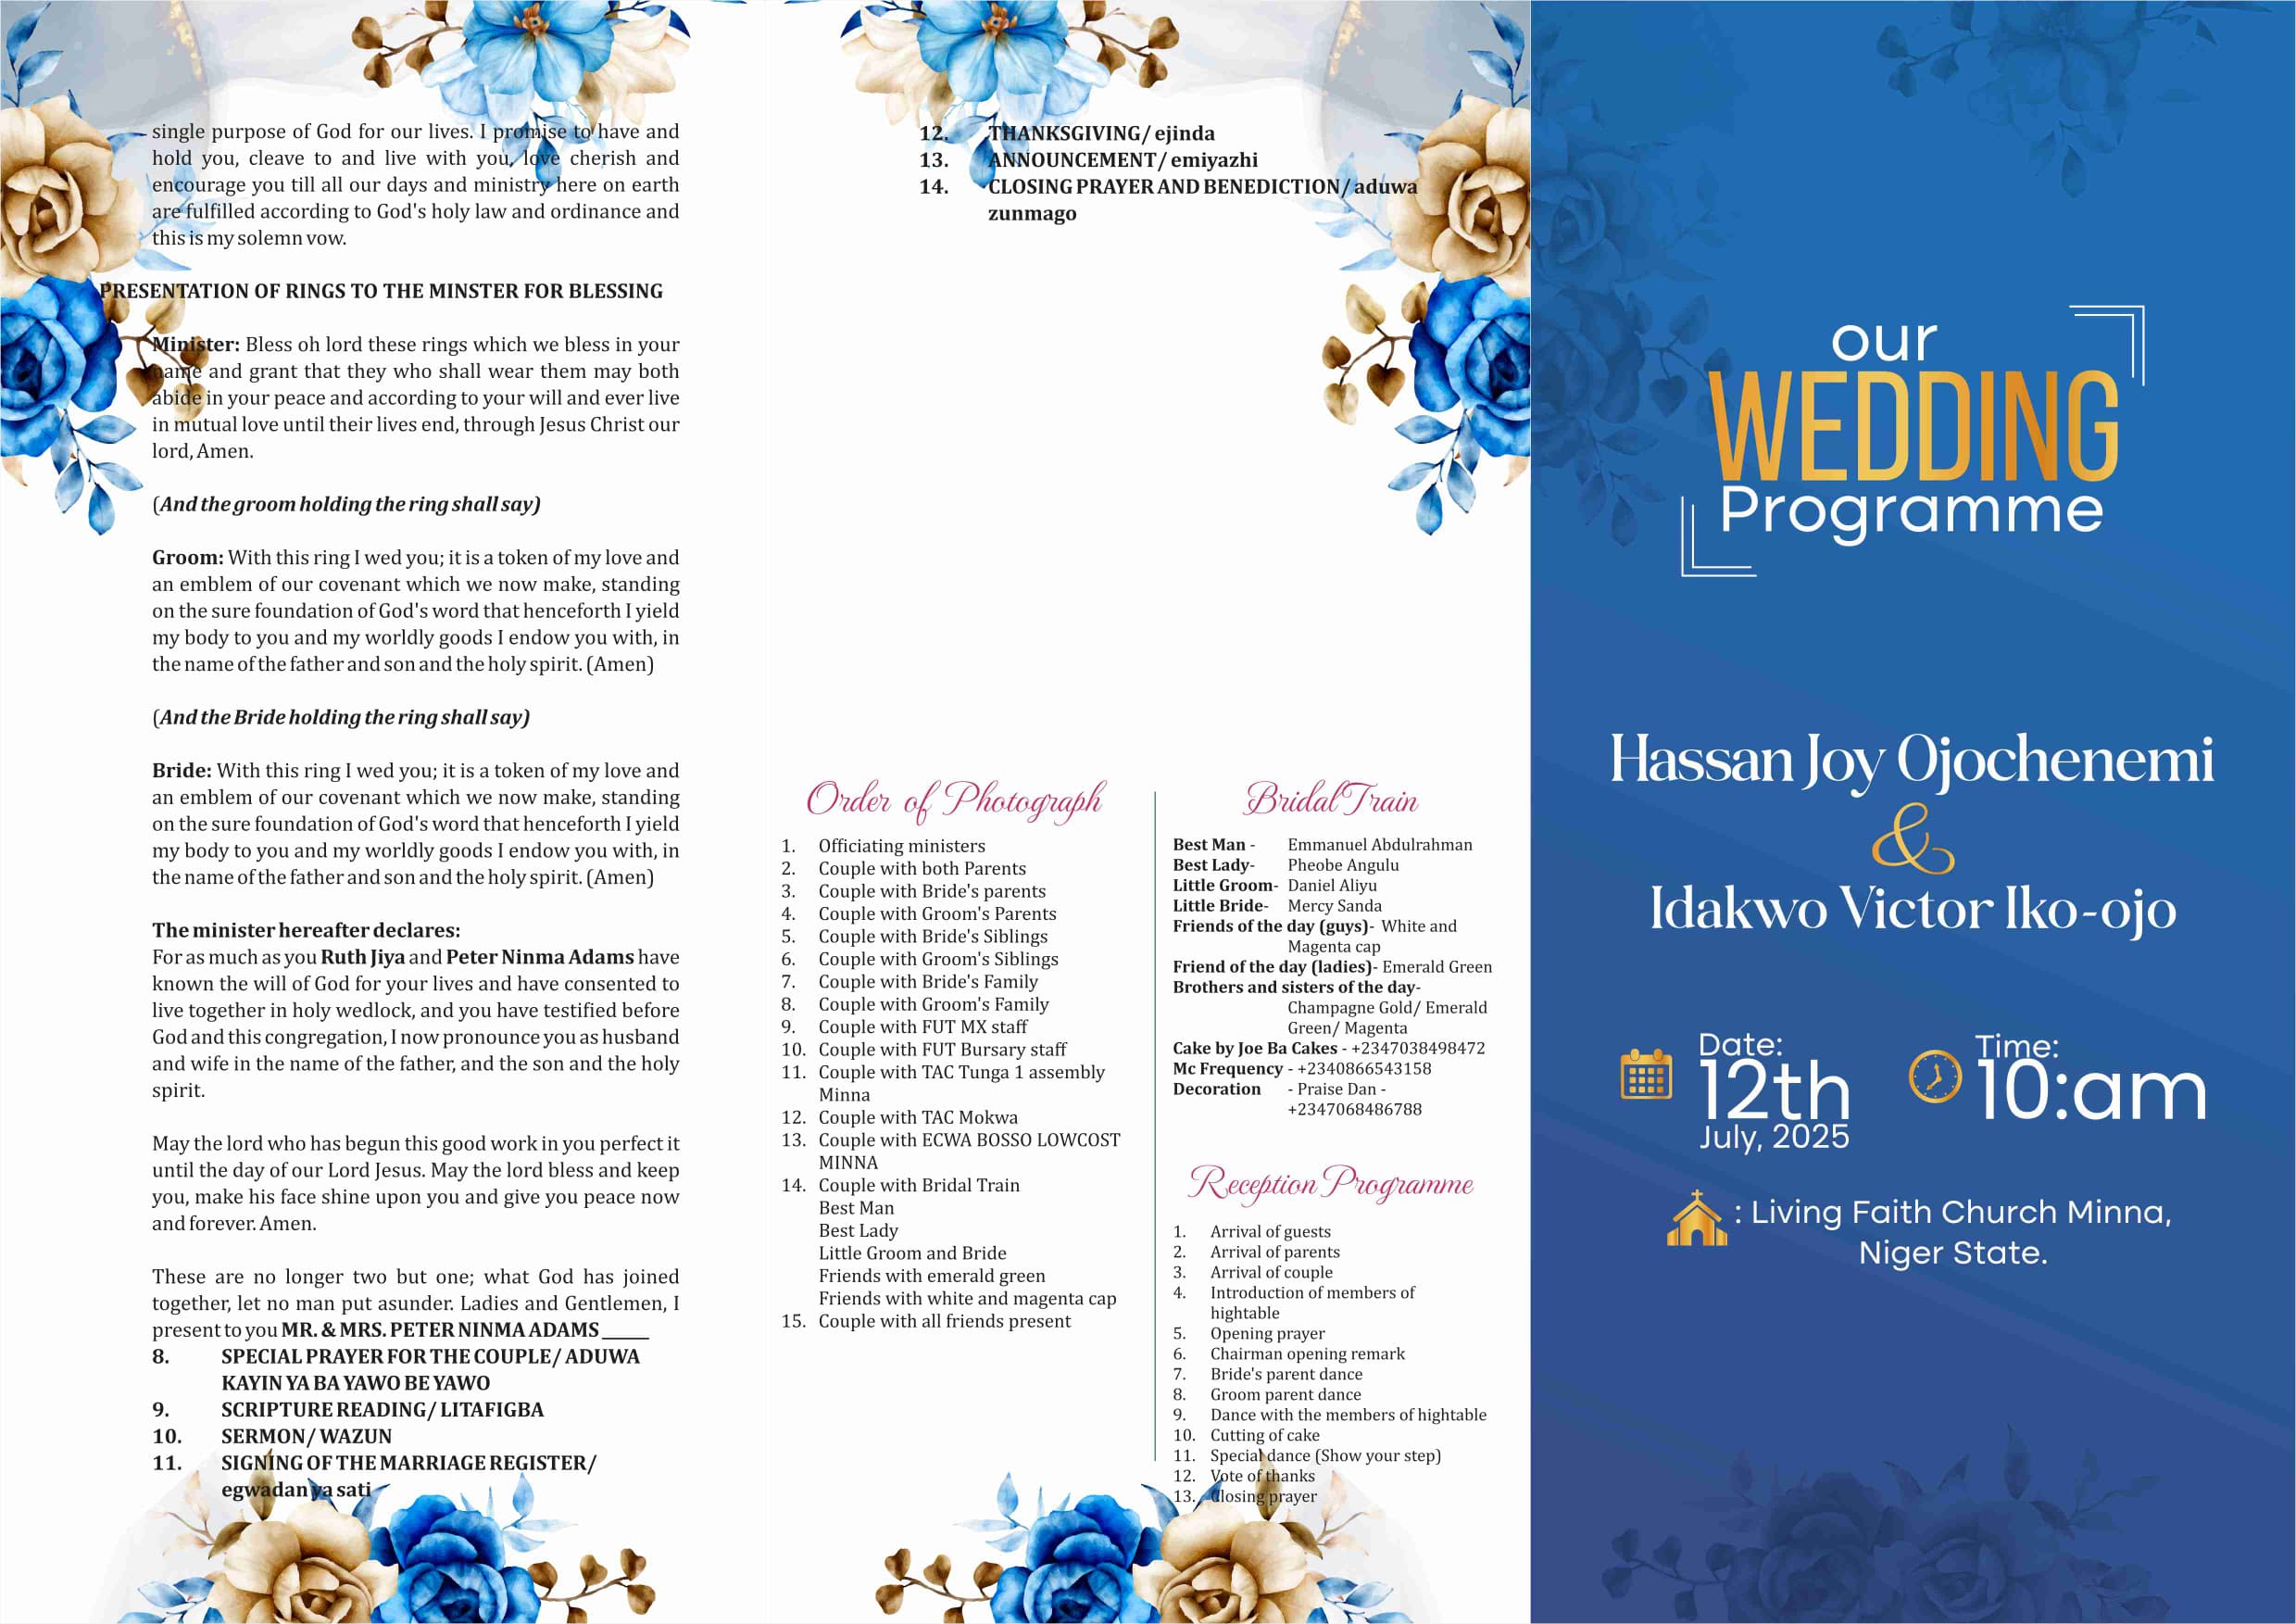 single purpose of God for our lives. I promise to have and
hold you, cleave to and live with you, love cherish and
encourage you till all our days and ministry here on earth
are fulfilled according to God's holy law and ordinance and
this is my solemn vow.
PRESENTATION OF RINGS TO THE MINSTER FOR BLESSING
Minister: Bless oh lord these rings which we bless in your
name and grant that they who shall wear them may both
abide in your peace and according to your will and ever live
in mutual love until their lives end, through Jesus Christ our
lord, Amen.
(And the groom holding the ring shall say)
Groom: With this ring I wed you; it is a token of my love and
an emblem of our covenant which we now make, standing
on the sure foundation of God's word that henceforth I yield
my body to you and my worldly goods I endow you with, in
the name of the father and son and the holy spirit. (Amen)
(And the Bride holding the ring shall say)
Bride: With this ring I wed you; it is a token of my love and
an emblem of our covenant which we now make, standing
on the sure foundation of God's word that henceforth I yield
my body to you and my worldly goods I endow you with, in
the name of the father and son and the holy spirit. (Amen)
The minister hereafter declares:
For as much as you Ruth Jiya and Peter Ninma Adams have
known the will of God for your lives and have consented to
live together in holy wedlock, and you have testified before
God and this congregation, I now pronounce you as husband
and wife in the name of the father, and the son and the holy
spirit.
May the lord who has begun this good work in you perfect it
until the day of our Lord Jesus. May the lord bless and keep
you, make his face shine upon you and give you peace now
and forever. Amen.
These are no longer two but one; what God has joined
together, let no man put asunder. Ladies and Gentlemen, I
present to you MR. & MRS. PETER NINMA ADAMS _____
8. SPECIAL PRAYER FOR THE COUPLE/ ADUWA
KAYIN YA BA YAWO BE YAWO
9. SCRIPTURE READING/ LITAFIGBA
10. SERMON/ WAZUN
11. SIGNING OF THE MARRIAGE REGISTER/
egwadan ya sati
12. THANKSGIVING/ ejinda
13. ANNOUNCEMENT/ emiyazhi
14. CLOSING PRAYER AND BENEDICTION/ aduwa
zunmago
Order of Photograph
1. Officiating ministers
2. Couple with both Parents
3. Couple with Bride's parents
4. Couple with Groom's Parents
5. Couple with Bride's Siblings
6. Couple with Groom's Siblings
7. Couple with Bride's Family
8. Couple with Groom's Family
9. Couple with FUT MX staff
10. Couple with FUT Bursary staff
11. Couple with TAC Tunga 1 assembly
Minna
12. Couple with TAC Mokwa
13. Couple with ECWA BOSSO LOWCOST
MINNA
14. Couple with Bridal Train
Best Man
Best Lady
Little Groom and Bride
Friends with emerald green
Friends with white and magenta cap
15. Couple with all friends present
Bridal Train
Best Man - Emmanuel Abdulrahman
Best Lady- Pheobe Angulu
Little Groom- Daniel Aliyu
Little Bride- Mercy Sanda
Friends of the day (guys)- White and
Magenta cap
Friend of the day (ladies)- Emerald Green
Brothers and sisters of the day-
Champagne Gold/ Emerald
Green/ Magenta
Cake by Joe Ba Cakes - +2347038498472
Mc Frequency - +2340866543158
Decoration - Praise Dan -
+2347068486788
Reception Programme
1. Arrival of guests
2. Arrival of parents
3. Arrival of couple
4. Introduction of members of
hightable
5. Opening prayer
6. Chairman opening remark
7. Bride's parent dance
8. Groom parent dance
9. Dance with the members of hightable
10. Cutting of cake
11. Special dance (Show your step)
12. Vote of thanks
13. Closing prayer
our
WEDDING
Programme
Hassan Joy Ojochenemi
&
Idakwo Victor Iko-ojo
Date:
12th
July, 2025
Time:
10:am
: Living Faith Church Minna,
Niger State.